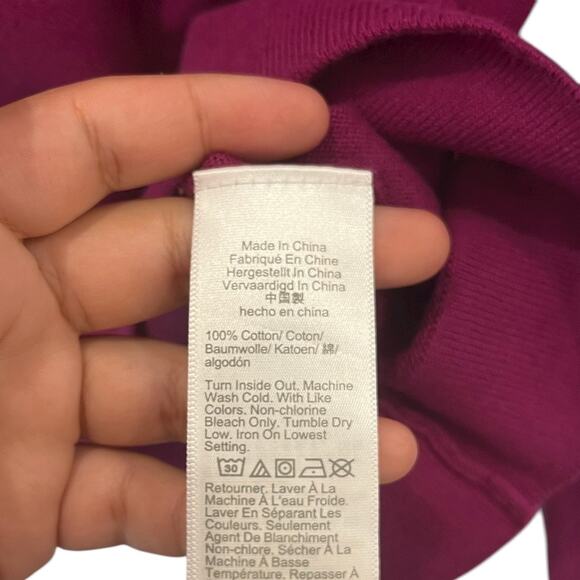 Made In China
Fabriqué En Chine
Hergestellt In China
Vervaardigd In China
中国製
hecho en china
100% Cotton/ Coton/
Baumwolle/ Katoen/ 綿/
algodón
Turn Inside Out. Machine
Wash Cold. With Like
Colors. Non-chlorine
Bleach Only. Tumble Dry
Low. Iron On Lowest
Setting.
30
Retourner. Laver À La
Machine À L'eau Froide.
Laver En Séparant Les
Couleurs. Seulement
Agent De Blanchiment
Non-chlore. Sécher À La
Machine À Basse
Température. Repasser À